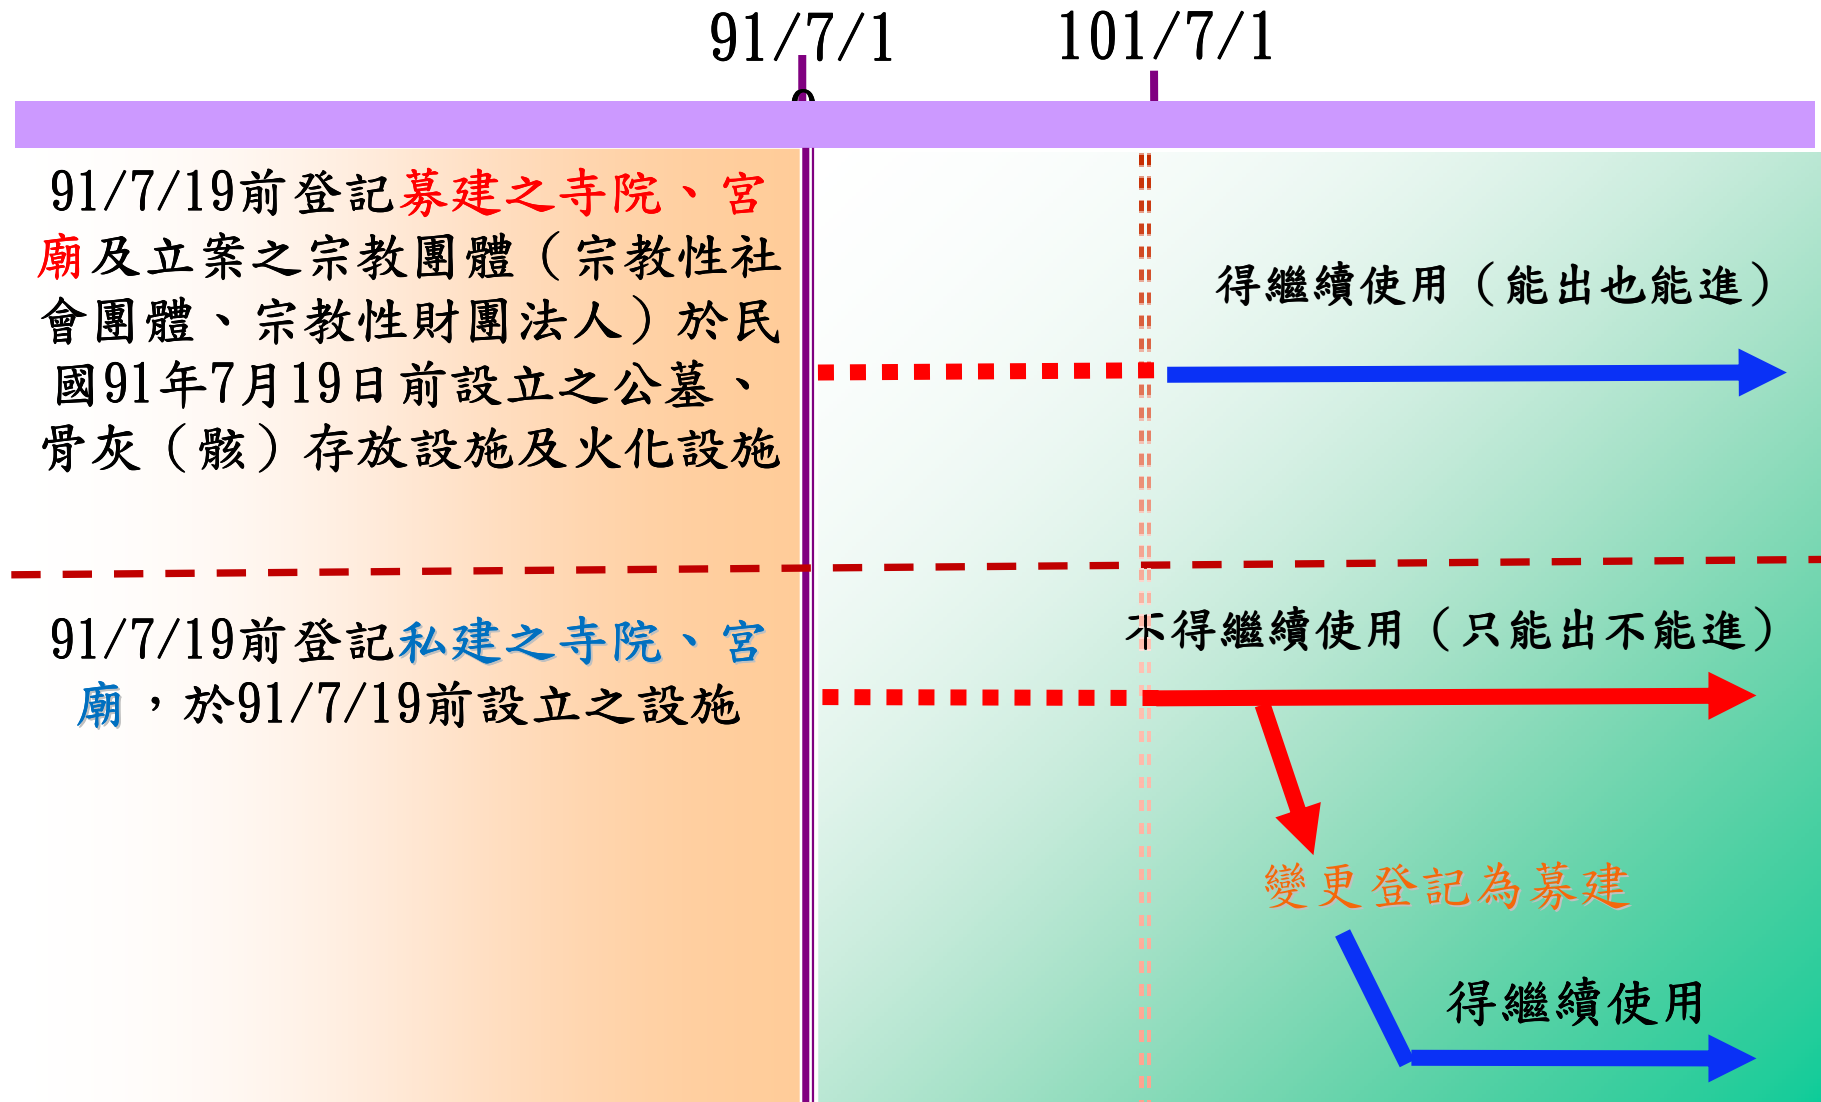 91/7/1
101/7/1
91/7/19前登記募建之寺院、宮
廟及立案之宗教團體（宗教性社
會團體、宗教性財團法人）於民
國91年7月19日前設立之公墓、
骨灰（骸）存放設施及火化設施
得繼續使用（能出也能進）
91/7/19前登記私建之寺院、宮
廟，於91/7/19前設立之設施
不得繼續使用（只能出不能進）
變更登記為募建
得繼續使用